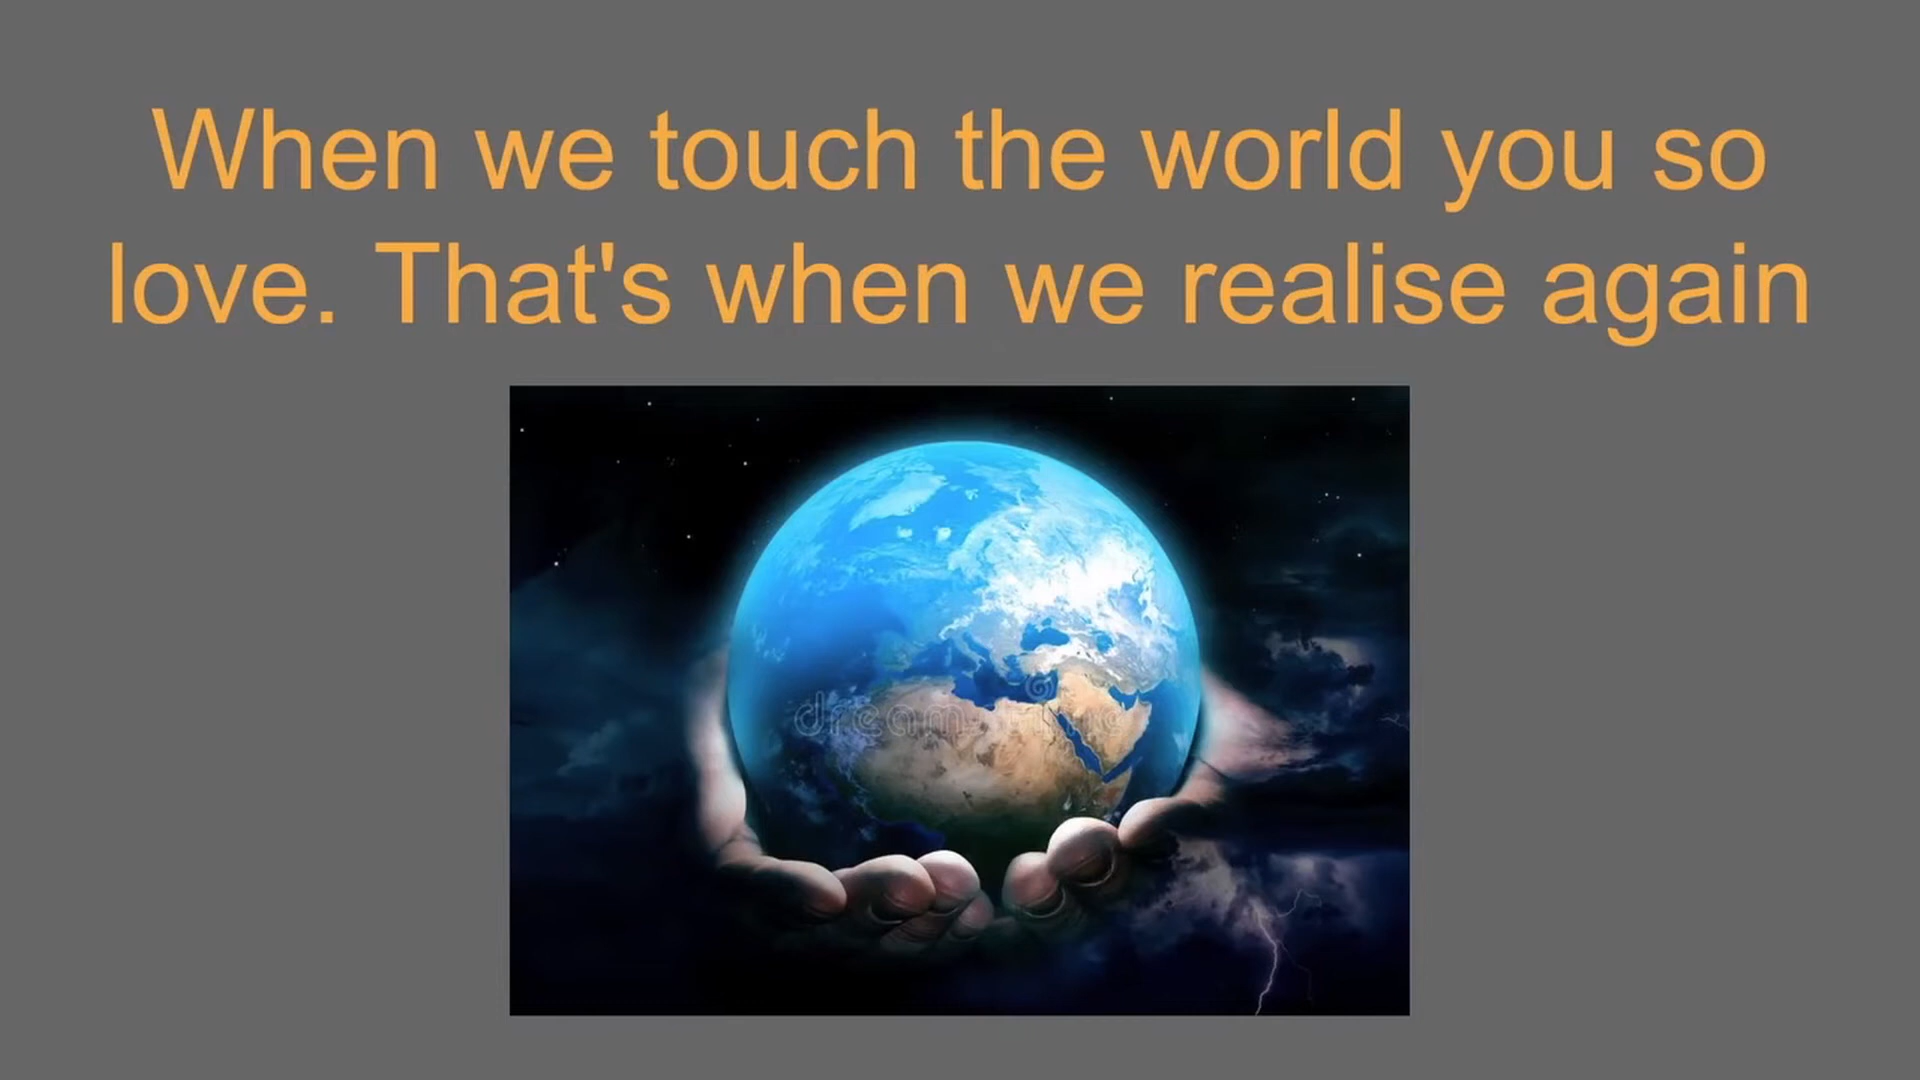 When we touch the world you so
love. That's when we realise again